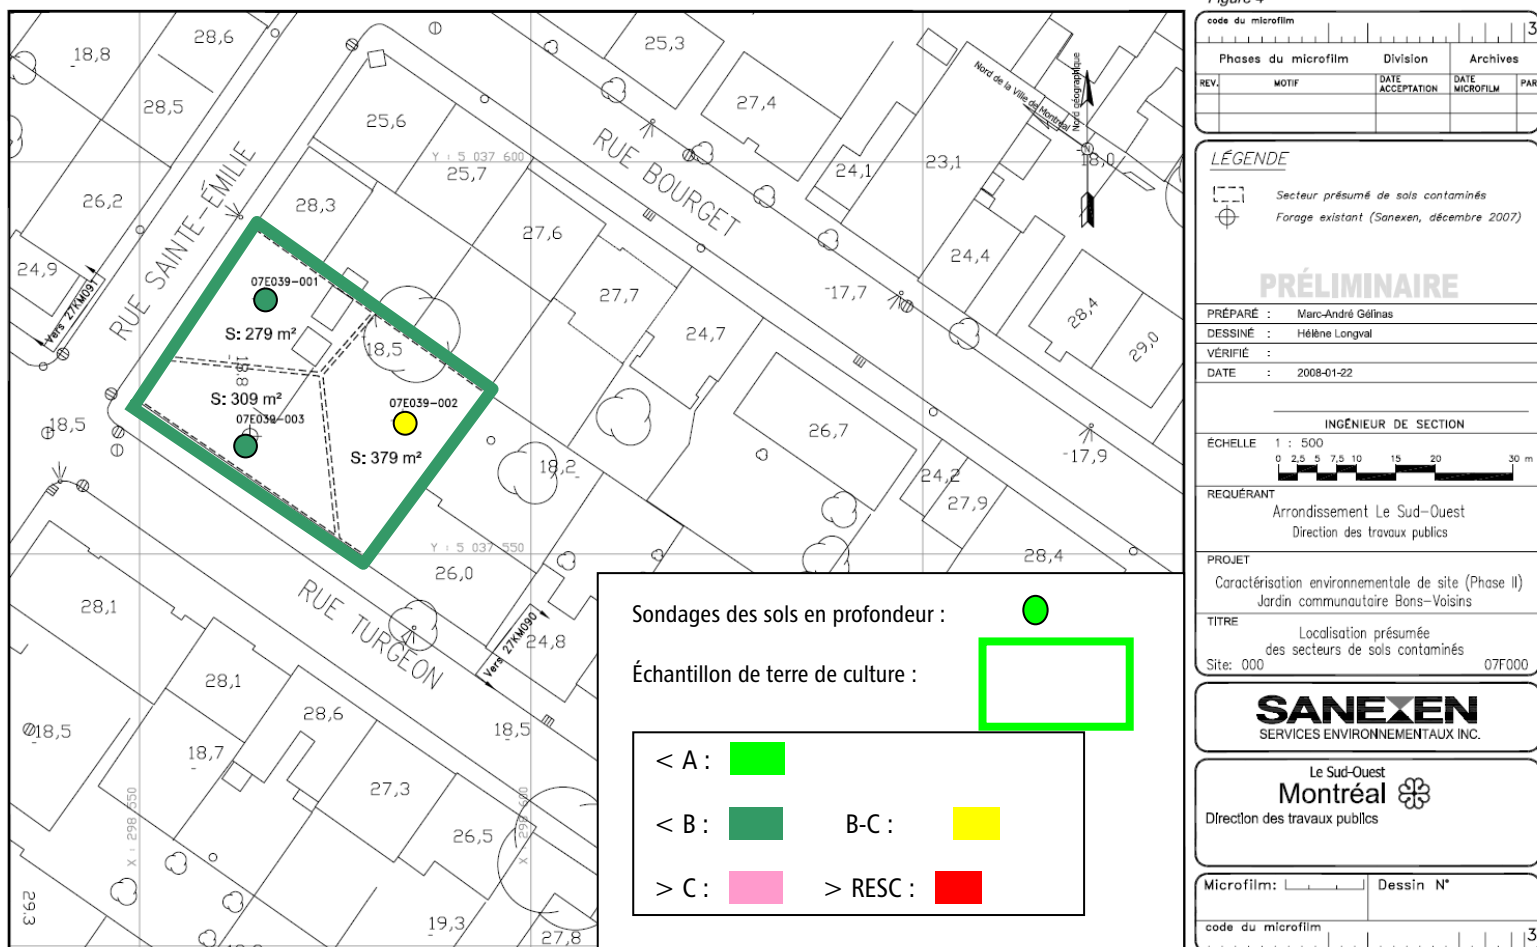 Figure 4
code du microfilm
3
Phases du microfilm
Division
Archives
REV.
MOTIF
DATE ACCEPTATION
DATE MICROFILM
PAR
LÉGENDE
Secteur présumé de sols contaminés
Forage existant (Sanexen, décembre 2007)
PRÉLIMINAIRE
PRÉPARÉ : Marc-André Gélinas
DESSINÉ : Hélène Longval
VÉRIFIÉ :
DATE : 2008-01-22
INGÉNIEUR DE SECTION
ÉCHELLE 1 : 500
0 2,5 5 7,5 10 15 20 30 m
REQUÉRANT
Arrondissement Le Sud-Ouest
Direction des travaux publics
PROJET
Caractérisation environnementale de site (Phase II)
Jardin communautaire Bons-Voisins
TITRE
Localisation présumée
des secteurs de sols contaminés
Site: 000 07F000
SANEXEN
SERVICES ENVIRONNEMENTAUX INC.
Le Sud-Ouest
Montréal
Direction des travaux publics
Microfilm:
Dessin N°
code du microfilm
3
18,8
28,6
28,5
26,2
24,9
25,6
25,3
27,4
Nord de la Ville de Montréal
Nord géographique
18,0
Y : 5 037 600
25,7
24,1
23,1
RUE BOURGET
RUE SAINTE-ÉMILIE
28,3
27,6
24,4
27,7
17,7
28,4
29,0
24,7
Vers 27KM091
07E039-001
S: 279 m²
18,5
18,8
S: 309 m²
07E039-003
07E039-002
S: 379 m²
18,5
26,7
17,9
18,2
24,2
27,9
Y : 5 037 550
26,0
28,4
RUE TURGEON
Vers 27KM090
24,8
28,1
28,1
28,6
18,5
18,5
18,7
27,3
26,5
X : 298 550
X : 298 600
29,3
19,3
27,8
Sondages des sols en profondeur :
Échantillon de terre de culture :
< A :
< B :
B-C :
> C :
> RESC :